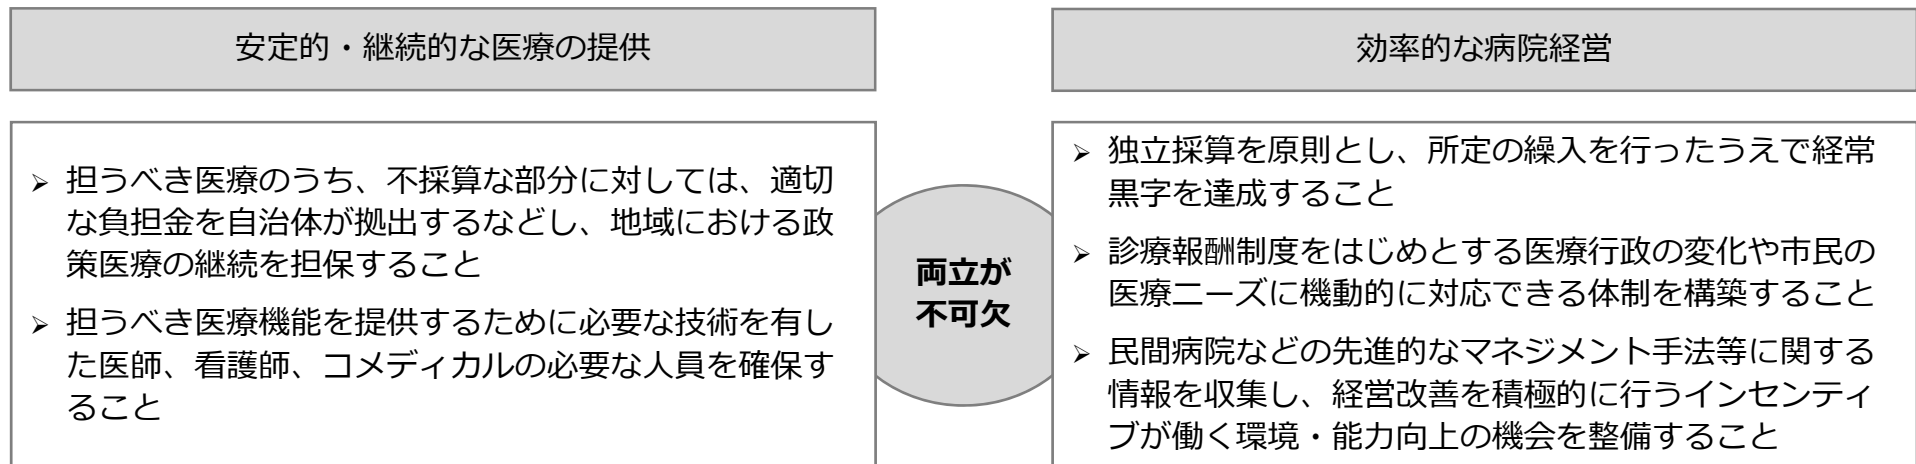 安定的・継続的な医療の提供
➢ 担うべき医療のうち、不採算な部分に対しては、適切
な負担金を自治体が拠出するなどし、地域における政
策医療の継続を担保すること
➢ 担うべき医療機能を提供するために必要な技術を有し
た医師、看護師、コメディカルの必要な人員を確保す
ること
両立が
不可欠
効率的な病院経営
➢ 独立採算を原則とし、所定の繰入を行ったうえで経常
黒字を達成すること
➢ 診療報酬制度をはじめとする医療行政の変化や市民の
医療ニーズに機動的に対応できる体制を構築すること
➢ 民間病院などの先進的なマネジメント手法等に関する
情報を収集し、経営改善を積極的に行うインセンティ
ブが働く環境・能力向上の機会を整備すること